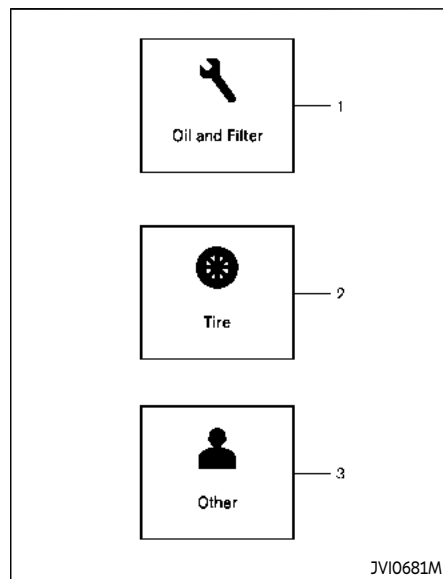 Oil and Filter
1
Tire
2
Other
3
JVI0681M